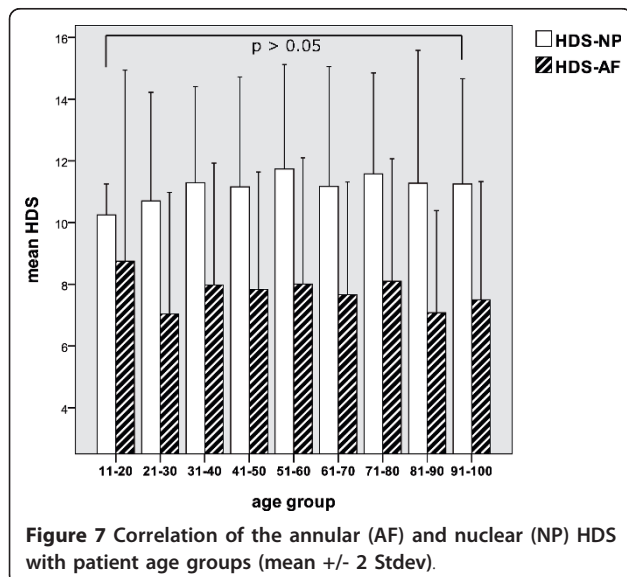 16
14
12
10
8
6
4
mean HDS
p > 0.05
HDS-NP
HDS-AF
11-20 21-30 31-40 41-50 51-60 61-70 71-80 81-90 91-100
age group
Figure 7 Correlation of the annular (AF) and nuclear (NP) HDS
with patient age groups (mean +/- 2 Stdev).